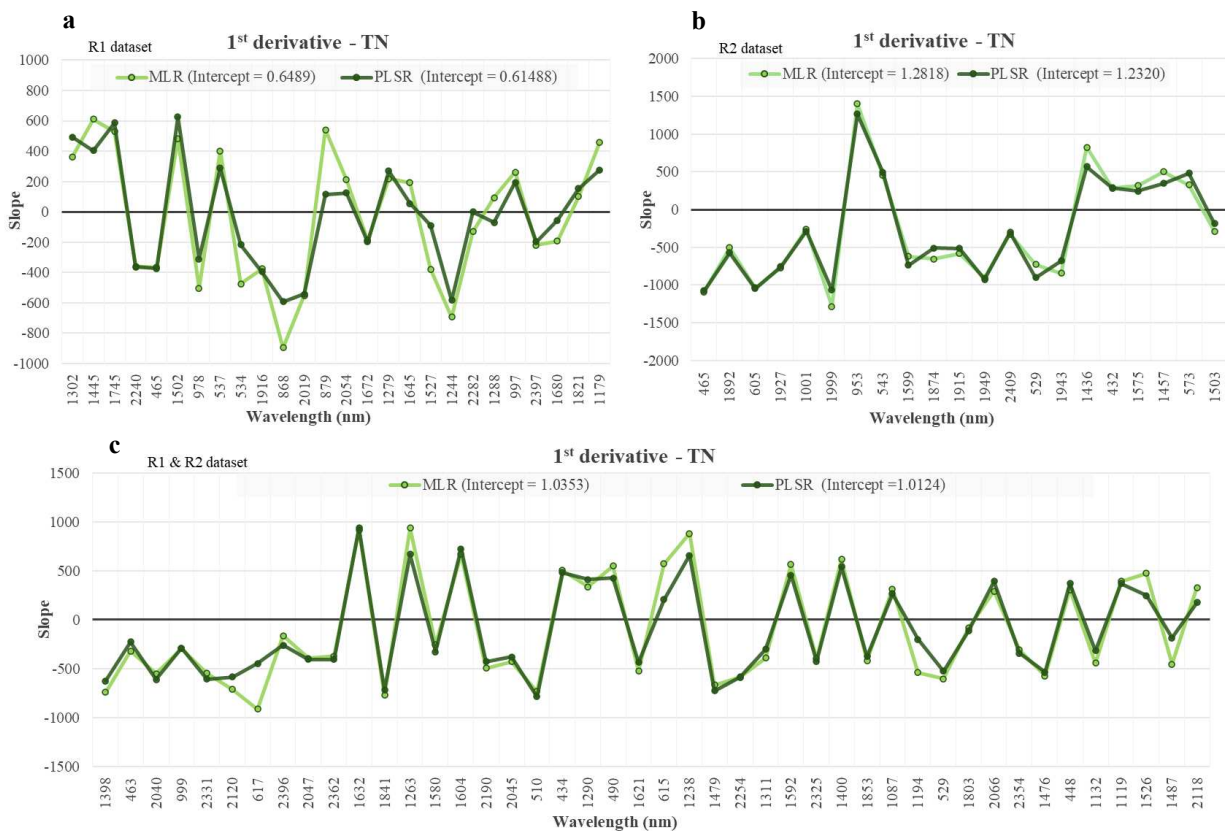 a
R1 dataset
1st derivative - TN
MLR (Intercept = 0.6489)
PLSR (Intercept = 0.61488)
1000
800
600
400
200
0
-200
-400
-600
-800
-1000
Slope
1302 1445 1745 2240 465 1502 978 537 534 1916 868 2019 879 2054 1672 1279 1645 1527 1244 2282 1288 997 2397 1680 1821 1179
Wavelength (nm)
b
R2 dataset
1st derivative - TN
MLR (Intercept = 1.2818)
PLSR (Intercept = 1.2320)
2000
1500
1000
500
0
-500
-1000
-1500
-2000
Slope
465 1892 605 1927 1001 1999 953 543 1599 1874 1915 1949 2409 529 1943 1436 432 1575 1457 573 1503
Wavelength (nm)
c
R1 & R2 dataset
1st derivative - TN
MLR (Intercept = 1.0353)
PLSR (Intercept =1.0124)
1500
1000
500
0
-500
-1000
-1500
Slope
1398 463 2040 999 2331 2120 617 2396 2047 2362 1632 1841 1263 1580 1604 2190 2045 510 434 1290 490 1621 615 1238 1479 2254 1311 1592 2325 1400 1853 1087 1194 529 1803 2066 2354 1476 448 1132 1119 1526 1487 2118
Wavelength (nm)